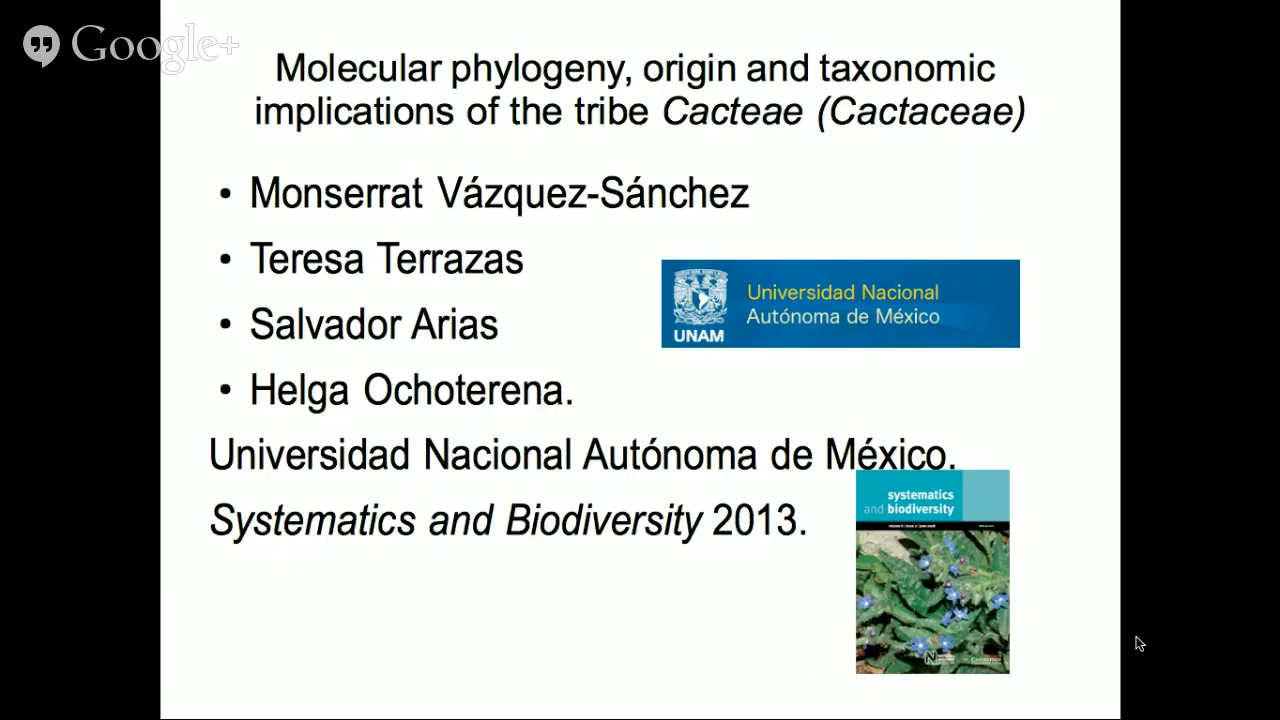 Google+
Molecular phylogeny, origin and taxonomic
implications of the tribe Cacteae (Cactaceae)
• Monserrat Vázquez-Sánchez
• Teresa Terrazas
• Salvador Arias
• Helga Ochoterena.
Universidad Nacional
Autónoma de México
UNAM
Universidad Nacional Autónoma de México.
Systematics and Biodiversity 2013.
systematics
and biodiversity